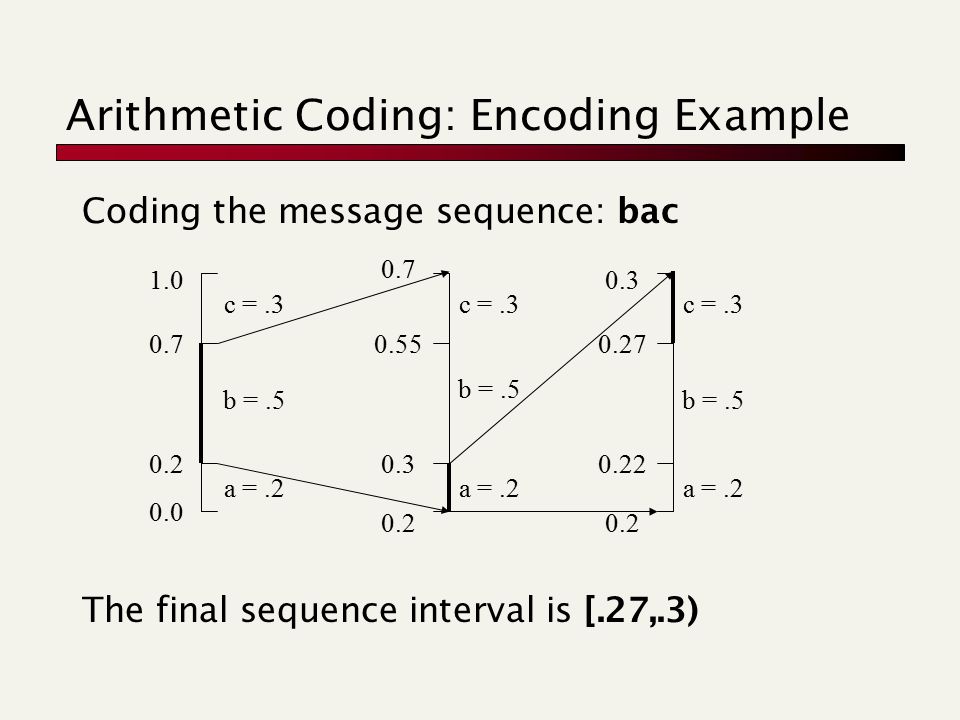 Arithmetic Coding: Encoding Example
Coding the message sequence: bac
0.7
1.0 0.3
c = .3 c = .3 c = .3
0.7 0.55 0.27
b = .5
b = .5 b = .5
0.2 0.3 0.22
a = .2 a = .2 a = .2
0.0
0.2 0.2
The final sequence interval is [.27,.3)